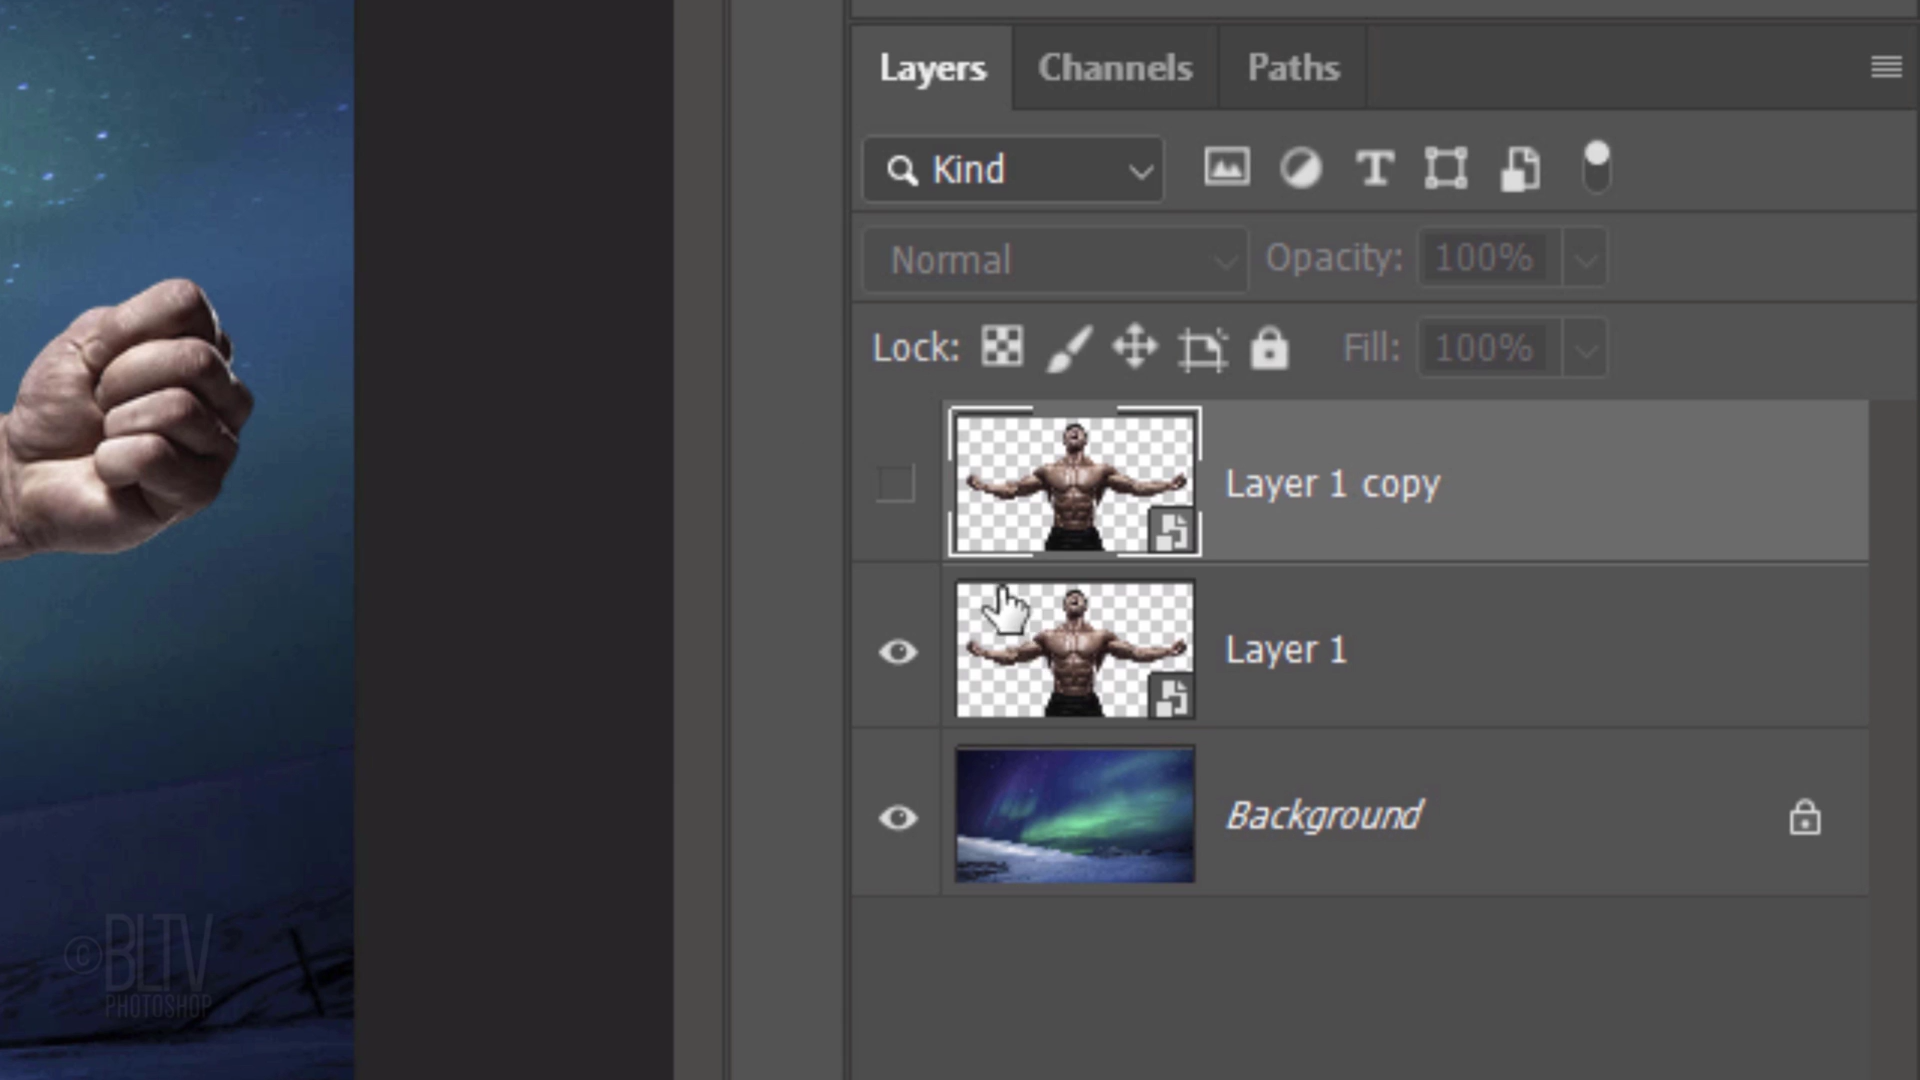 Layers Channels Paths
Kind
Normal Opacity: 100%
Lock: Fill: 100%
Layer 1 copy
Layer 1
Background
© BLTV
PHOTOSHOP